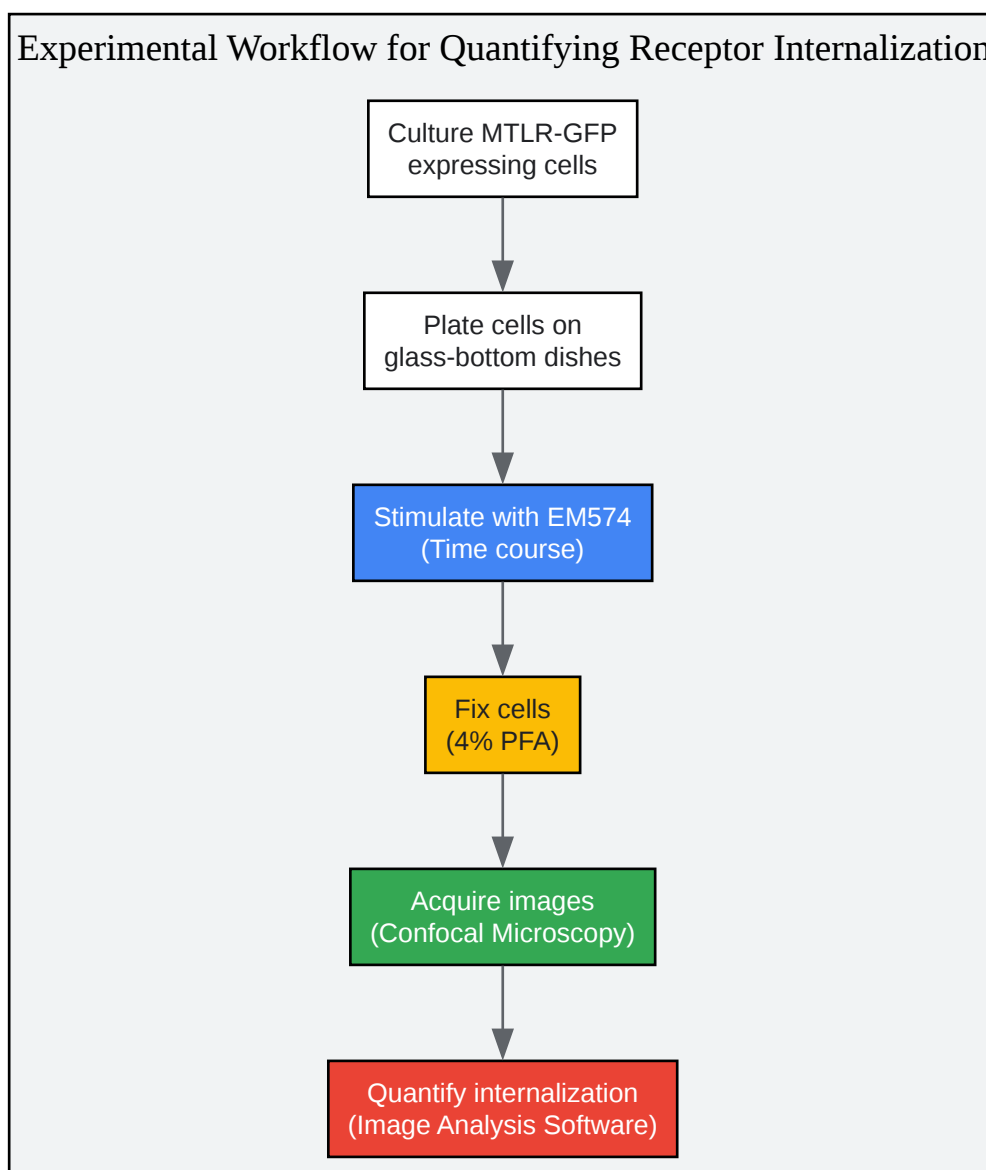 Experimental Workflow for Quantifying Receptor Internalization
Culture MTLR-GFP
expressing cells
Plate cells on
glass-bottom dishes
Stimulate with EM574
(Time course)
Fix cells
(4% PFA)
Acquire images
(Confocal Microscopy)
Quantify internalization
(Image Analysis Software)